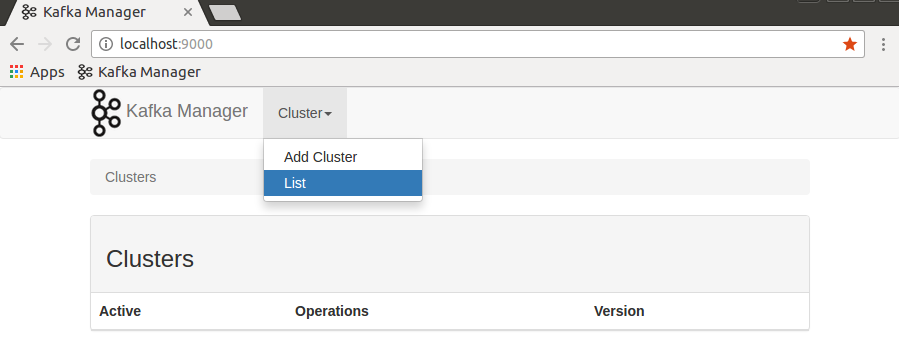 Kafka Manager
localhost:9000
Apps Kafka Manager
Kafka Manager Cluster
Add Cluster
Clusters
List
Clusters
Active Operations Version